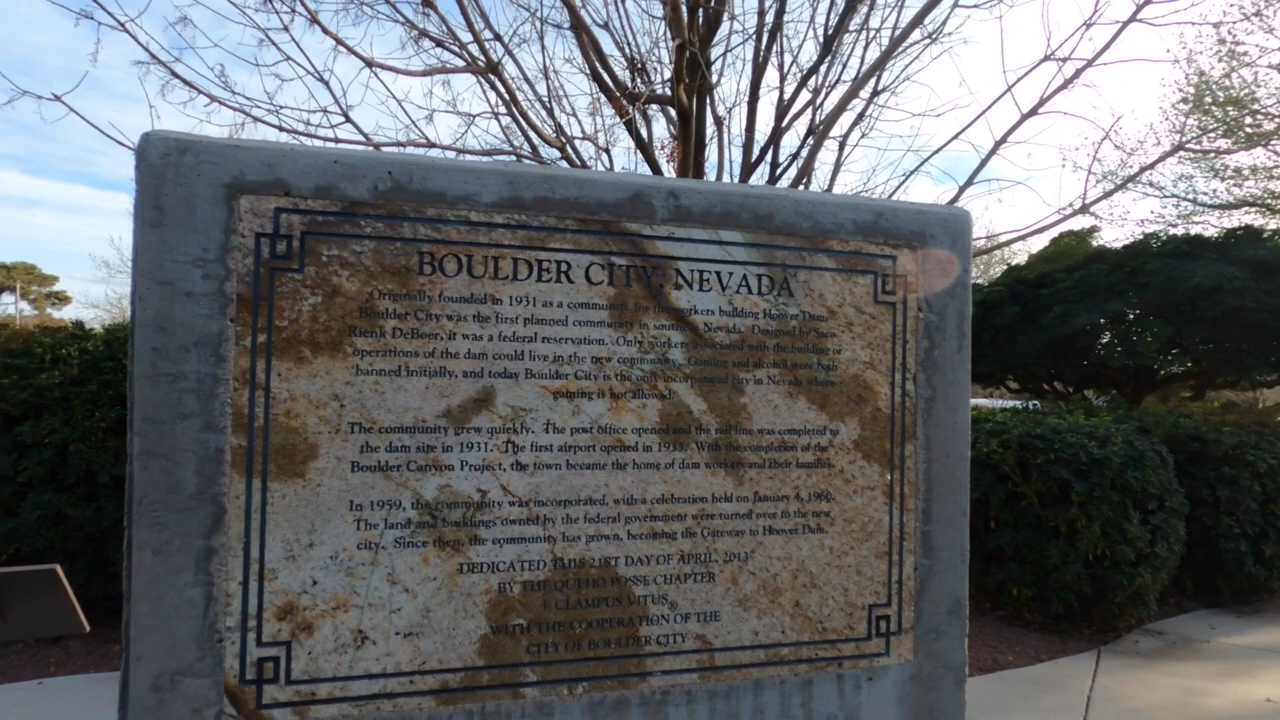 BOULDER CITY, NEVADA
Originally founded in 1931 as a community for the workers building Hoover Dam,
Boulder City was the first planned community in southern Nevada. Designed by Saco
Rienk DeBoer, it was a federal reservation. Only workers associated with the building or
operations of the dam could live in the new community. Gaming and alcohol were both
banned initially, and today Boulder City is the only incorporated city in Nevada where
gaming is not allowed.
The community grew quickly. The post office opened and the rail line was completed to
the dam site in 1931. The first airport opened in 1933. With the completion of the
Boulder Canyon Project, the town became the home of dam workers and their families.
In 1959, the community was incorporated, with a celebration held on January 4, 1960.
The land and buildings owned by the federal government were turned over to the new
city. Since then, the community has grown, becoming the Gateway to Hoover Dam.
DEDICATED THIS 21ST DAY OF APRIL, 2013
BY THE QUEHO POSSE CHAPTER
E CLAMPUS VITUS®
WITH THE COOPERATION OF THE
CITY OF BOULDER CITY